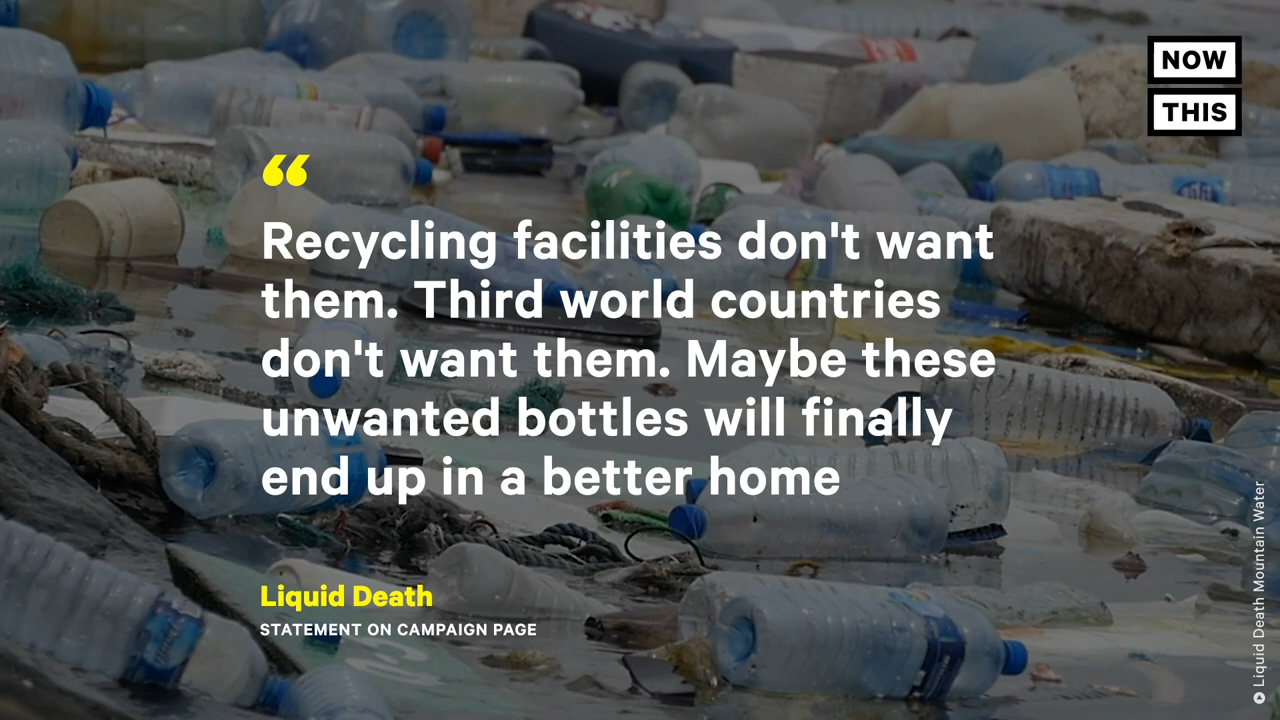 NOW
THIS
“
Recycling facilities don't want
them. Third world countries
don't want them. Maybe these
unwanted bottles will finally
end up in a better home
Liquid Death
STATEMENT ON CAMPAIGN PAGE
Liquid Death Mountain Water